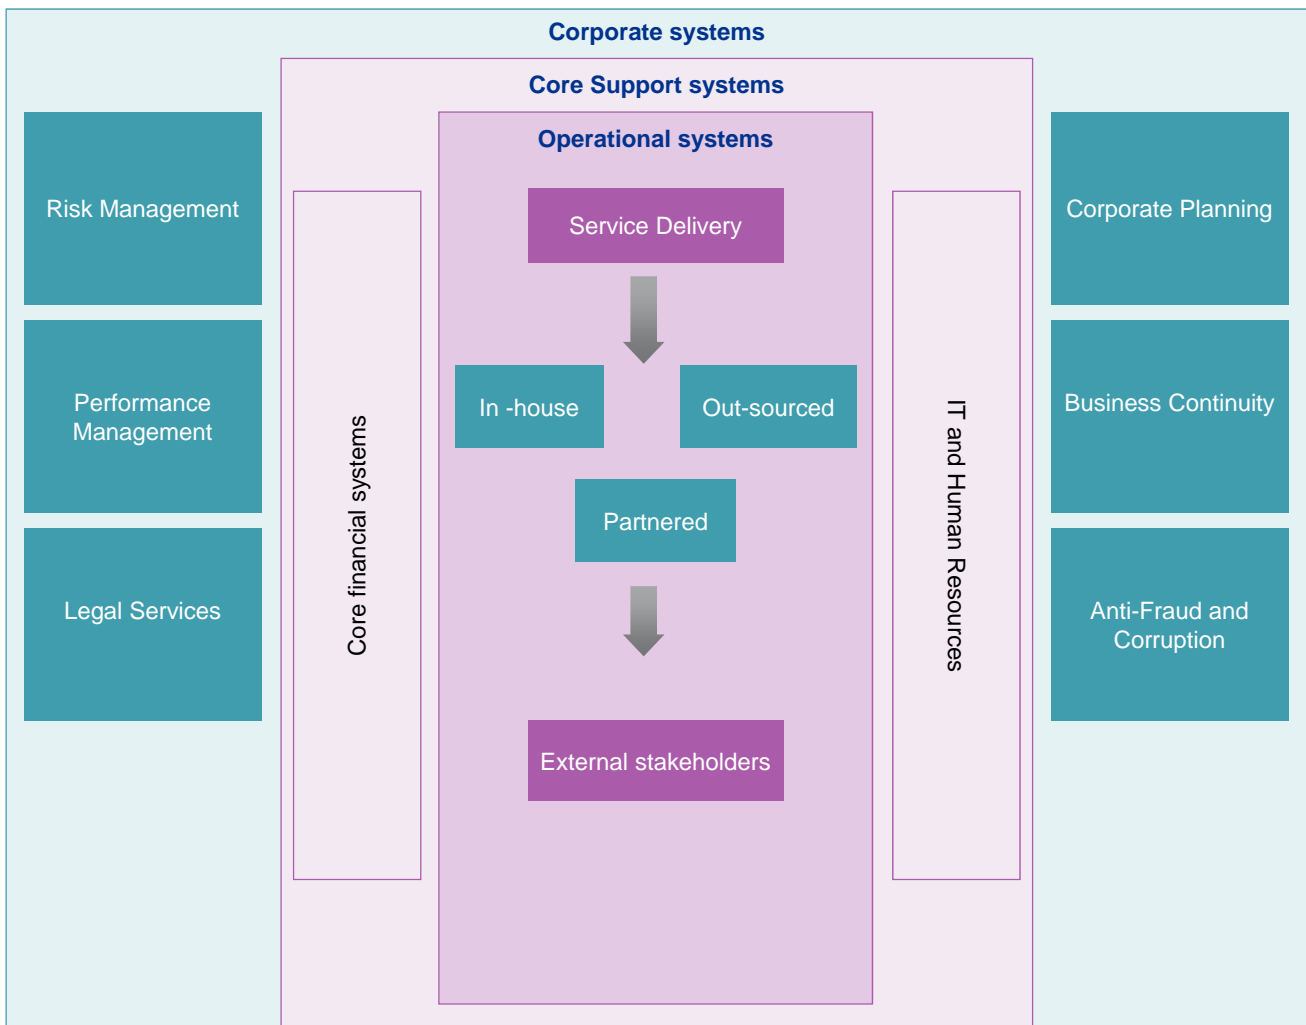 Corporate systems
Core Support systems
Operational systems
Risk Management
Performance
Management
Legal Services
Core financial systems
Service Delivery
In -house
Out-sourced
Partnered
External stakeholders
IT and Human Resources
Corporate Planning
Business Continuity
Anti-Fraud and
Corruption